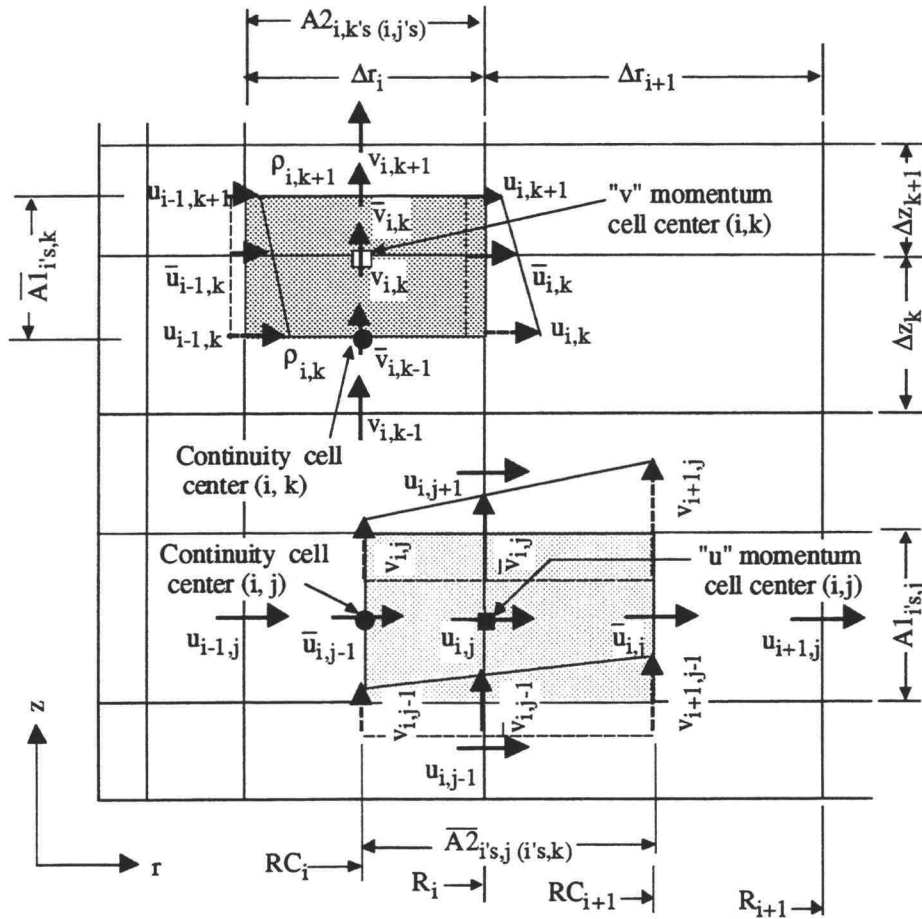 A2i,k's (i,j's)
Δri
Δri+1
ρi,k+1
vi,k+1
ui-1,k+1
ui,k+1
"v" momentum
cell center (i,k)
Δzk+1
v̄i,k
A̅1̅i's,k
ūi-1,k
vi,k
ūi,k
ui-1,k
ui,k
Δzk
ρi,k
v̄i,k-1
vi,k-1
Continuity cell
center (i, k)
ui,j+1
vi+1,j
Continuity cell
center (i, j)
vi,j
v̄i,j
"u" momentum
cell center (i,j)
A1i's,j
ui-1,j
ūi,j-1
ui,j
ūi,j
ui+1,j
z
vi,j-1
v̄i,j-1
vi+1,j-1
ui,j-1
A̅2̅i's,j (i's,k)
r
RCi
Ri
RCi+1
Ri+1